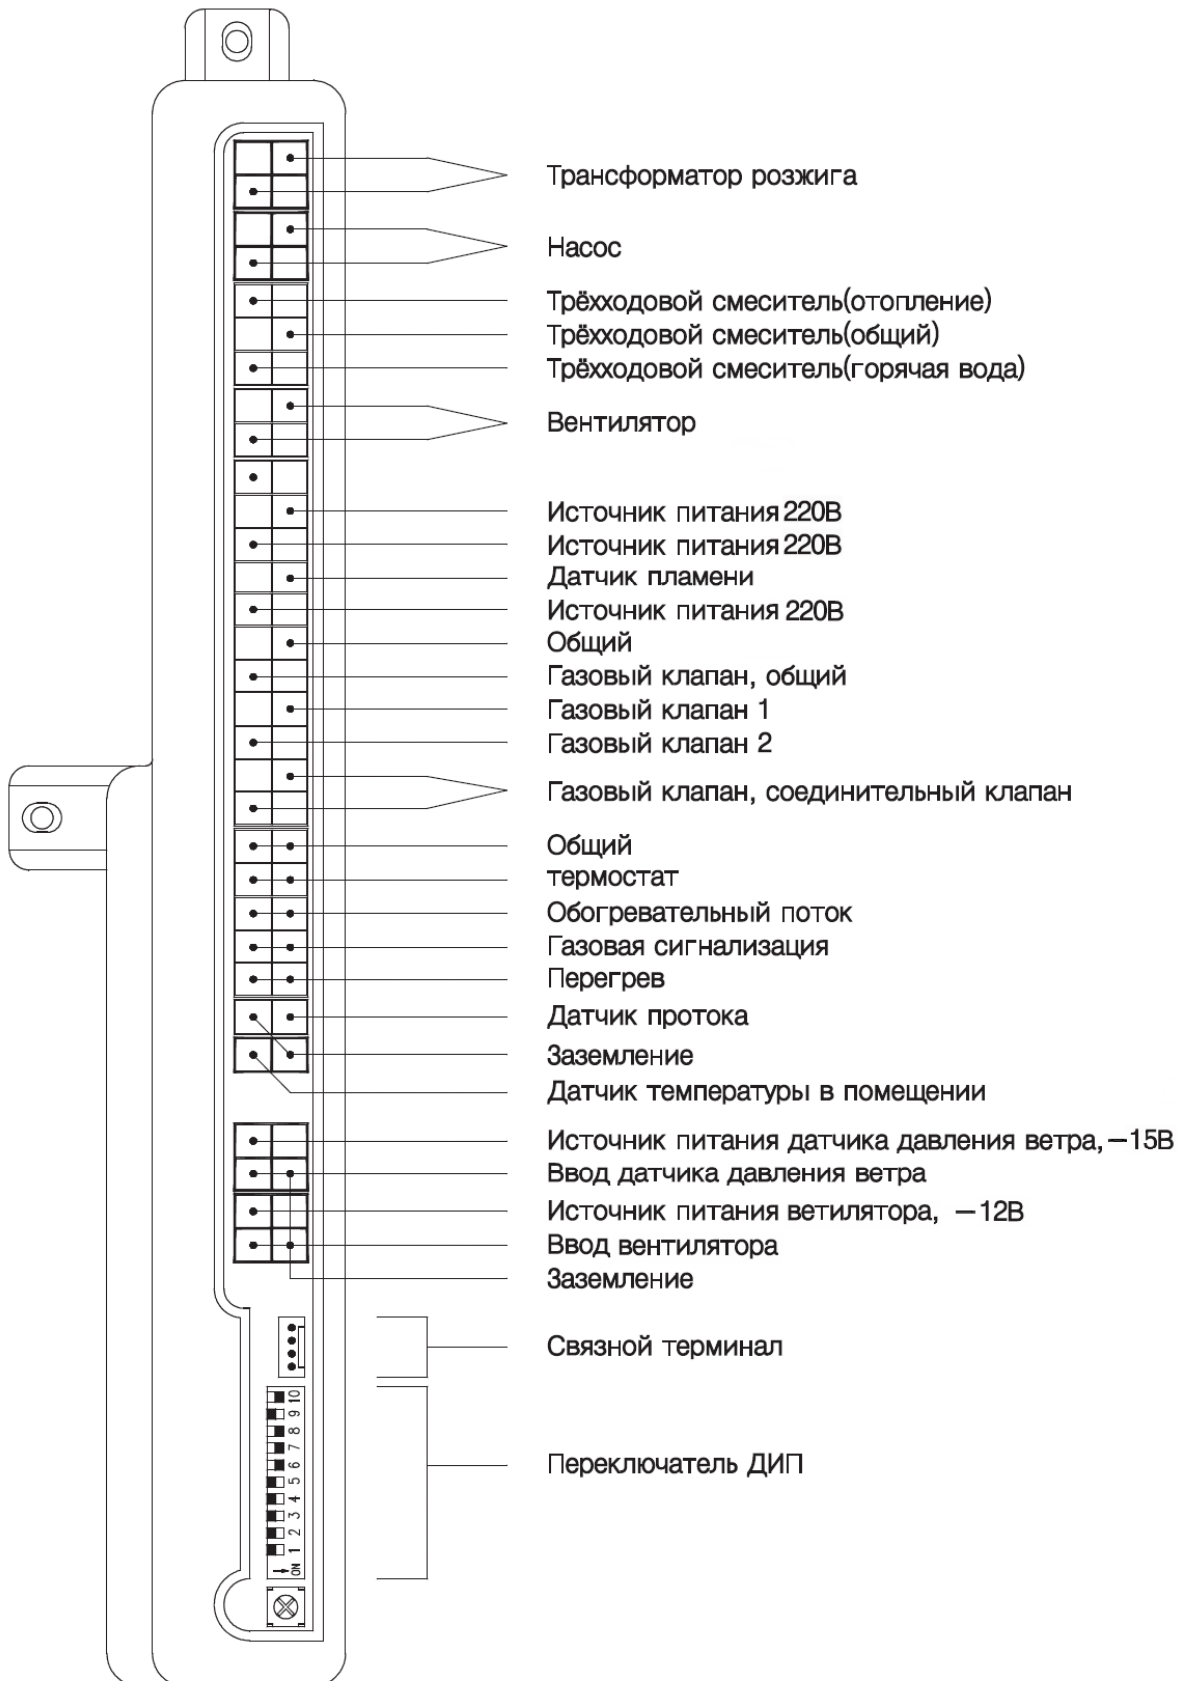 Трансформатор розжига
Насос
Трёхходовой смеситель(отопление)
Трёхходовой смеситель(общий)
Трёхходовой смеситель(горячая вода)
Вентилятор
Источник питания 220В
Источник питания 220В
Датчик пламени
Источник питания 220В
Общий
Газовый клапан, общий
Газовый клапан 1
Газовый клапан 2
Газовый клапан, соединительный клапан
Общий
термостат
Обогревательный поток
Газовая сигнализация
Перегрев
Датчик протока
Заземление
Датчик температуры в помещении
Источник питания датчика давления ветра, —15В
Ввод датчика давления ветра
Источник питания ветилятора, —12В
Ввод вентилятора
Заземление
Связной терминал
Переключатель ДИП
ON → 1 2 3 4 5 6 7 8 9 10